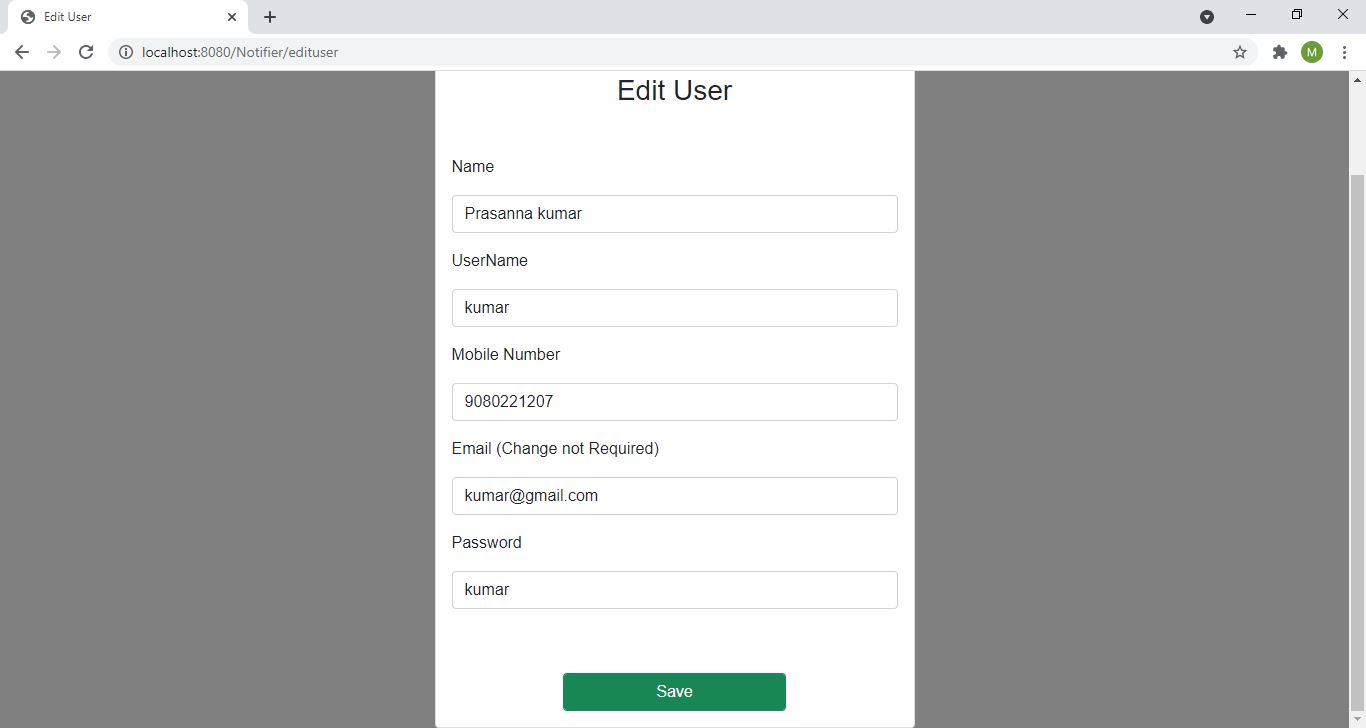 Edit User
localhost:8080/Notifier/edituser
M
Edit User
Name
Prasanna kumar
UserName
kumar
Mobile Number
9080221207
Email (Change not Required)
kumar@gmail.com
Password
kumar
Save